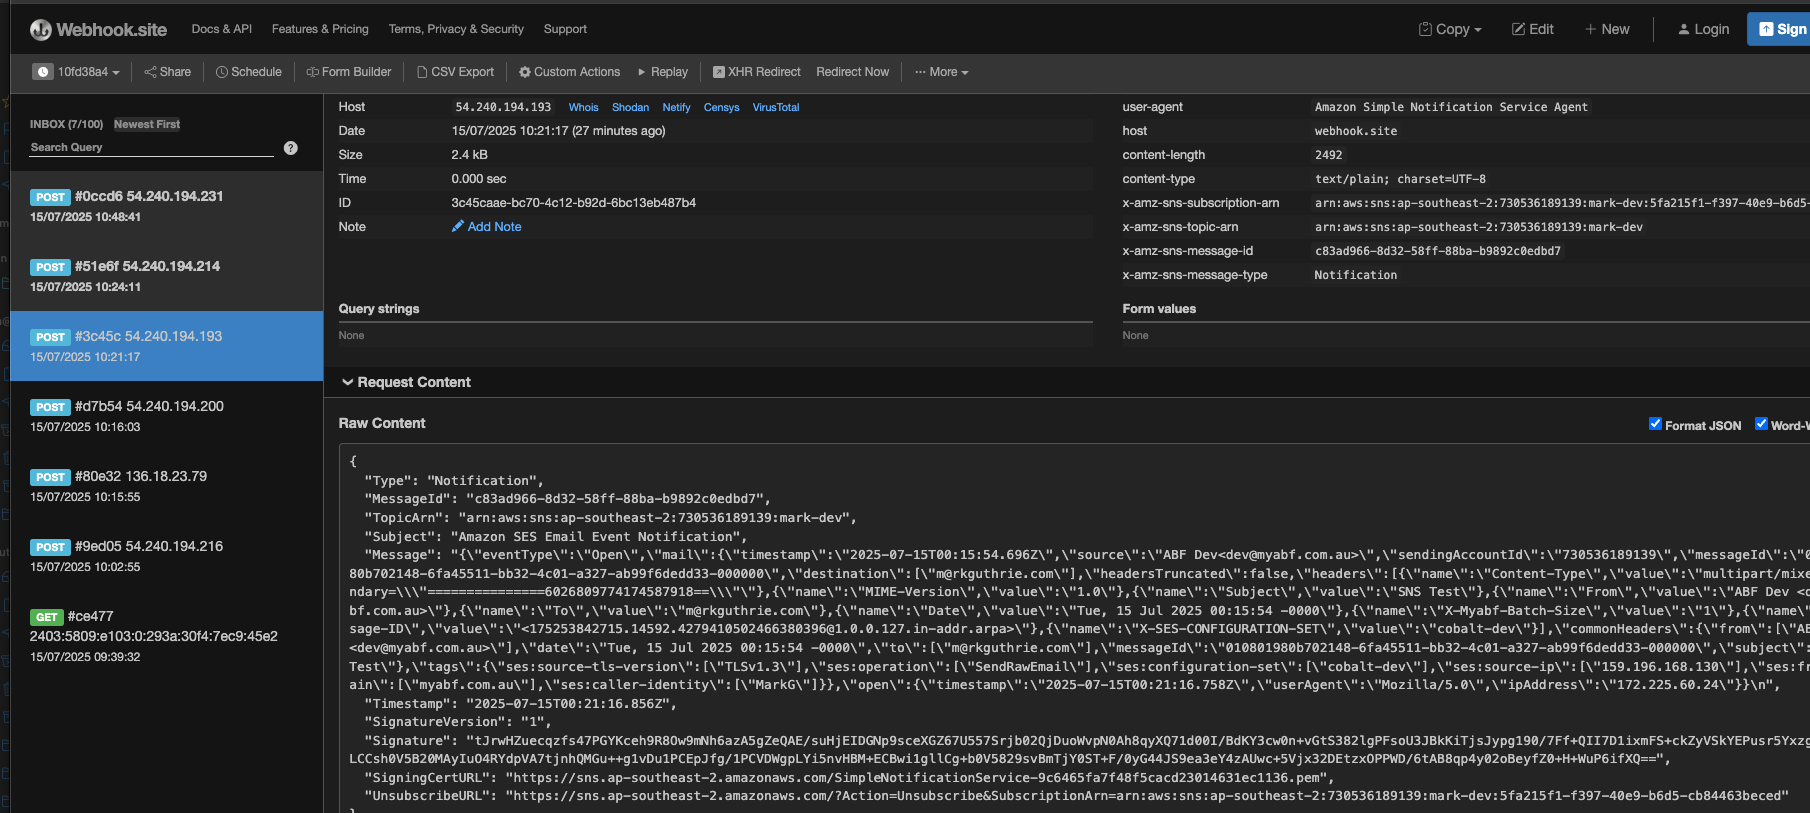 Webhook.site Docs & API Features & Pricing Terms, Privacy & Security Support Copy Edit + New Login Sign
10fd38a4 Share Schedule Form Builder CSV Export Custom Actions Replay XHR Redirect Redirect Now ··· More
INBOX (7/100) Newest First
Search Query ?
POST #0ccd6 54.240.194.231
15/07/2025 10:48:41
POST #51e6f 54.240.194.214
15/07/2025 10:24:11
POST #3c45c 54.240.194.193
15/07/2025 10:21:17
POST #d7b54 54.240.194.200
15/07/2025 10:16:03
POST #80e32 136.18.23.79
15/07/2025 10:15:55
POST #9ed05 54.240.194.216
15/07/2025 10:02:55
GET #ce477
2403:5809:e103:0:293a:30f4:7ec9:45e2
15/07/2025 09:39:32
Host 54.240.194.193 Whois Shodan Netify Censys VirusTotal
Date 15/07/2025 10:21:17 (27 minutes ago)
Size 2.4 kB
Time 0.000 sec
ID 3c45caae-bc70-4c12-b92d-6bc13eb487b4
Note Add Note
user-agent Amazon Simple Notification Service Agent
host webhook.site
content-length 2492
content-type text/plain; charset=UTF-8
x-amz-sns-subscription-arn arn:aws:sns:ap-southeast-2:730536189139:mark-dev:5fa215f1-f397-40e9-b6d5-
x-amz-sns-topic-arn arn:aws:sns:ap-southeast-2:730536189139:mark-dev
x-amz-sns-message-id c83ad966-8d32-58ff-88ba-b9892c0edbd7
x-amz-sns-message-type Notification
Query strings
None
Form values
None
Request Content
Raw Content Format JSON Word-W
{
"Type": "Notification",
"MessageId": "c83ad966-8d32-58ff-88ba-b9892c0edbd7",
"TopicArn": "arn:aws:sns:ap-southeast-2:730536189139:mark-dev",
"Subject": "Amazon SES Email Event Notification",
"Message": "{\"eventType\":\"Open\",\"mail\":{\"timestamp\":\"2025-07-15T00:15:54.696Z\",\"source\":\"ABF Dev<dev@myabf.com.au>\",\"sendingAccountId\":\"730536189139\",\"messageId\":\"0
80b702148-6fa45511-bb32-4c01-a327-ab99f6dedd33-000000\",\"destination\":[\"m@rkguthrie.com\"],\"headersTruncated\":false,\"headers\":[{\"name\":\"Content-Type\",\"value\":\"multipart/mixe
ndary=\\\"===============6026809774174587918==\\\"\"},{\"name\":\"MIME-Version\",\"value\":\"1.0\"},{\"name\":\"Subject\",\"value\":\"SNS Test\"},{\"name\":\"From\",\"value\":\"ABF Dev <d
bf.com.au>\"},{\"name\":\"To\",\"value\":\"m@rkguthrie.com\"},{\"name\":\"Date\",\"value\":\"Tue, 15 Jul 2025 00:15:54 -0000\"},{\"name\":\"X-Myabf-Batch-Size\",\"value\":\"1\"},{\"name\"
sage-ID\",\"value\":\"<175253842715.14592.4279410502466380396@1.0.0.127.in-addr.arpa>\"},{\"name\":\"X-SES-CONFIGURATION-SET\",\"value\":\"cobalt-dev\"}],\"commonHeaders\":{\"from\":[\"AB
<dev@myabf.com.au>\"],\"date\":\"Tue, 15 Jul 2025 00:15:54 -0000\",\"to\":[\"m@rkguthrie.com\"],\"messageId\":\"010801980b702148-6fa45511-bb32-4c01-a327-ab99f6dedd33-000000\",\"subject\":
Test\"},\"tags\":{\"ses:source-tls-version\":[\"TLSv1.3\"],\"ses:operation\":[\"SendRawEmail\"],\"ses:configuration-set\":[\"cobalt-dev\"],\"ses:source-ip\":[\"159.196.168.130\"],\"ses:fr
ain\":[\"myabf.com.au\"],\"ses:caller-identity\":[\"MarkG\"]}},\"open\":{\"timestamp\":\"2025-07-15T00:21:16.758Z\",\"userAgent\":\"Mozilla/5.0\",\"ipAddress\":\"172.225.60.24\"}}\n",
"Timestamp": "2025-07-15T00:21:16.856Z",
"SignatureVersion": "1",
"Signature": "tJrwHZuecqzfs47PGYKceh9R8Ow9mNh6azA5gZeQAE/suHjEIDGNp9sceXGZ67U557Srjb02QjDuoWvpN0Ah8qyXQ71d00I/BdKY3cw0n+vGtS382lgPFsoU3JBkKiTjsJypg190/7Ff+QII7D1ixmFS+ckZyVSkYEPusr5Yxzg
LCCsh0V5B20MAyIuO4RYdpVA7tjnhQMGu++g1vDu1PCEpJfg/1PCVDWgpLYi5nvHBM+ECBwi1gllCg+b0V5829svBmTjY0ST+F/0yG44JS9ea3eY4zAUwc+5Vjx32DEtzxOPPWD/6tAB8qp4y02oBeyfZ0+H+WuP6ifXQ==",
"SigningCertURL": "https://sns.ap-southeast-2.amazonaws.com/SimpleNotificationService-9c6465fa7f48f5cacd23014631ec1136.pem",
"UnsubscribeURL": "https://sns.ap-southeast-2.amazonaws.com/?Action=Unsubscribe&SubscriptionArn=arn:aws:sns:ap-southeast-2:730536189139:mark-dev:5fa215f1-f397-40e9-b6d5-cb84463beced"